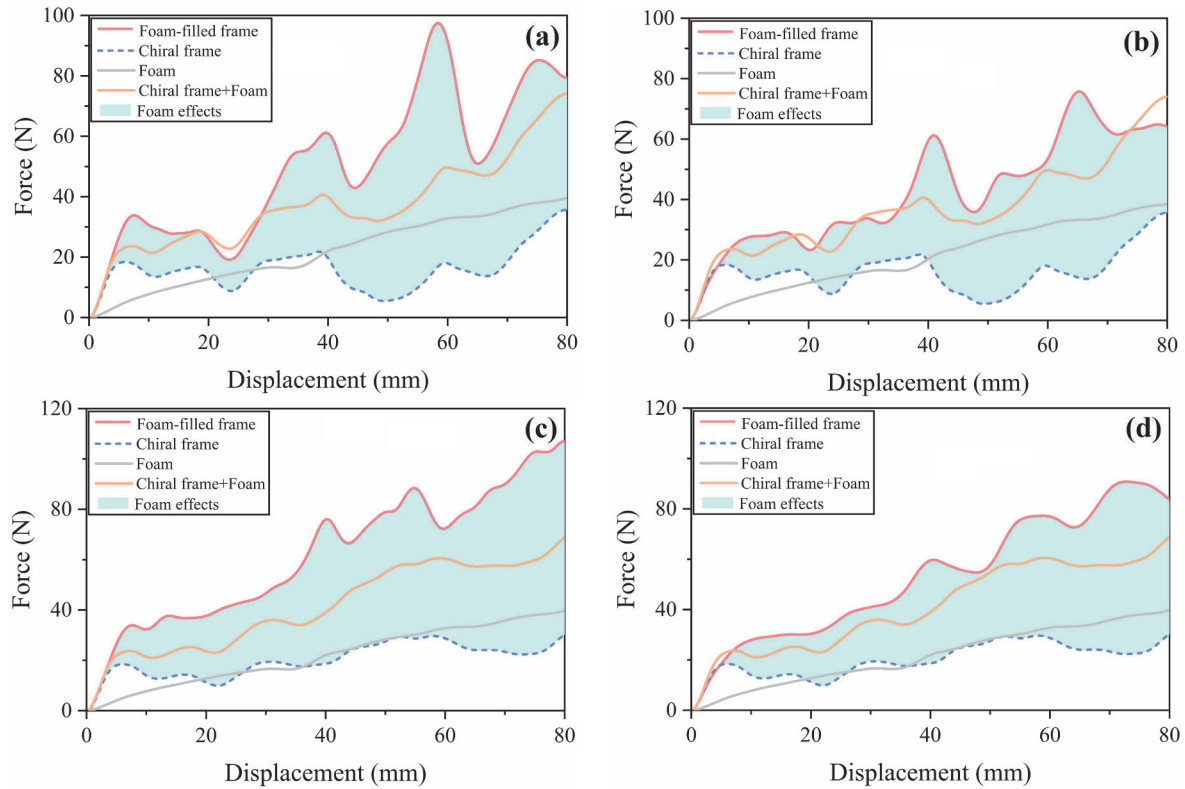 100
80
60
40
20
0
Force (N)
Foam-filled frame
Chiral frame
Foam
Chiral frame+Foam
Foam effects
(a)
0 20 40 60 80
Displacement (mm)
100
80
60
40
20
0
Force (N)
Foam-filled frame
Chiral frame
Foam
Chiral frame+Foam
Foam effects
(b)
0 20 40 60 80
Displacement (mm)
120
80
40
0
Force (N)
Foam-filled frame
Chiral frame
Foam
Chiral frame+Foam
Foam effects
(c)
0 20 40 60 80
Displacement (mm)
120
80
40
0
Force (N)
Foam-filled frame
Chiral frame
Foam
Chiral frame+Foam
Foam effects
(d)
0 20 40 60 80
Displacement (mm)